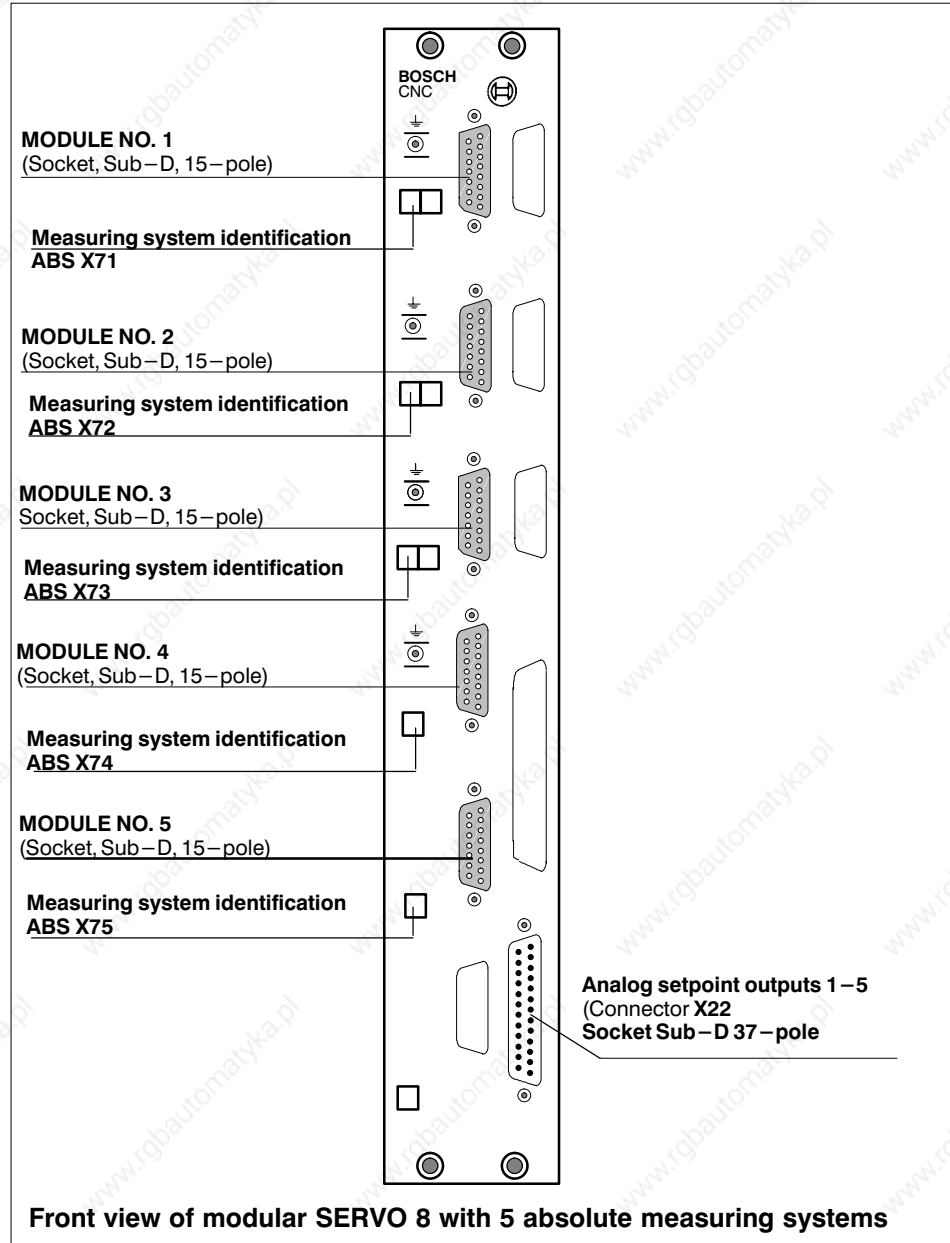 BOSCH
CNC
MODULE NO. 1
(Socket, Sub−D, 15−pole)
Measuring system identification
ABS X71
MODULE NO. 2
(Socket, Sub−D, 15−pole)
Measuring system identification
ABS X72
MODULE NO. 3
Socket, Sub−D, 15−pole)
Measuring system identification
ABS X73
MODULE NO. 4
(Socket, Sub−D, 15−pole)
Measuring system identification
ABS X74
MODULE NO. 5
(Socket, Sub−D, 15−pole)
Measuring system identification
ABS X75
Analog setpoint outputs 1−5
(Connector X22
Socket Sub−D 37−pole
Front view of modular SERVO 8 with 5 absolute measuring systems
www.rgbautomatyka.pl